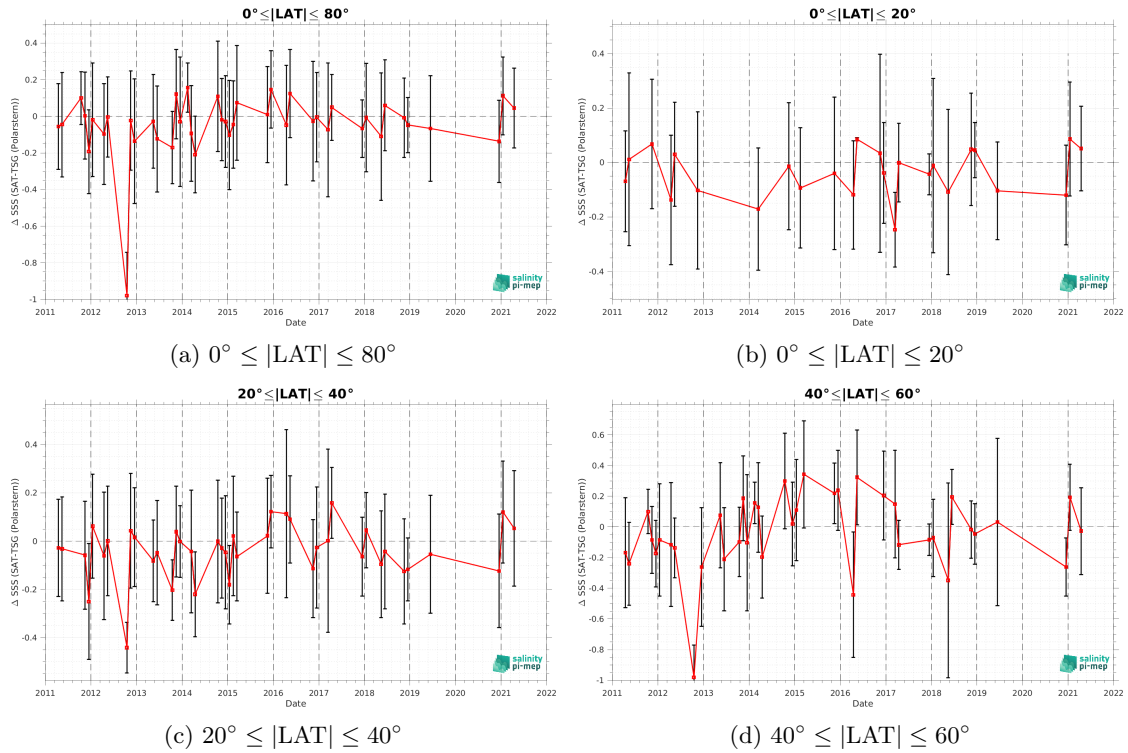 0°≤|LAT|≤ 80°
Δ SSS (SAT-TSG (Polarstern))
0.4
0.2
0
-0.2
-0.4
-0.6
-0.8
-1
2011 2012 2013 2014 2015 2016 2017 2018 2019 2020 2021 2022
Date
salinity
pi-mep
(a) 0° ≤ |LAT| ≤ 80°
0°≤|LAT|≤ 20°
Δ SSS (SAT-TSG (Polarstern))
0.4
0.2
0
-0.2
-0.4
2011 2012 2013 2014 2015 2016 2017 2018 2019 2020 2021 2022
Date
salinity
pi-mep
(b) 0° ≤ |LAT| ≤ 20°
20°≤|LAT|≤ 40°
Δ SSS (SAT-TSG (Polarstern))
0.4
0.2
0
-0.2
-0.4
-0.6
2011 2012 2013 2014 2015 2016 2017 2018 2019 2020 2021 2022
Date
salinity
pi-mep
(c) 20° ≤ |LAT| ≤ 40°
40°≤|LAT|≤ 60°
Δ SSS (SAT-TSG (Polarstern))
0.6
0.4
0.2
0
-0.2
-0.4
-0.6
-0.8
-1
2011 2012 2013 2014 2015 2016 2017 2018 2019 2020 2021 2022
Date
salinity
pi-mep
(d) 40° ≤ |LAT| ≤ 60°